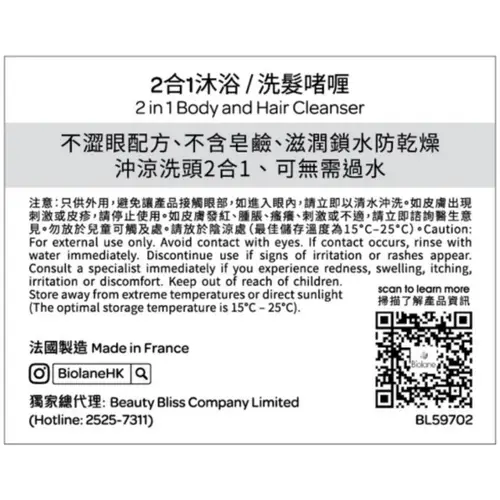 2合1沐浴 / 洗髮啫喱
2 in 1 Body and Hair Cleanser
不澀眼配方、不含皂鹼、滋潤鎖水防乾燥
沖涼洗頭2合1、可無需過水
注意：只供外用，避免讓產品接觸眼部，如進入眼內，請立即以清水沖洗。如皮膚出現
刺激或皮疹，請停止使用。如皮膚發紅、腫脹、瘙癢、刺激或不適，請立即諮詢醫生意
見。勿放於兒童可觸及處。請放於陰涼處（最佳儲存溫度為15°C-25°C）。Caution:
For external use only. Avoid contact with eyes. If contact occurs, rinse with
water immediately. Discontinue use if signs of irritation or rashes appear.
Consult a specialist immediately if you experience redness, swelling, itching,
irritation or discomfort. Keep out of reach of children.
Store away from extreme temperatures or direct sunlight
(The optimal storage temperature is 15°C – 25°C).
scan to learn more
掃描了解產品資訊
Biolane
法國製造 Made in France
BiolaneHK
獨家總代理: Beauty Bliss Company Limited
(Hotline: 2525-7311)
BL59702